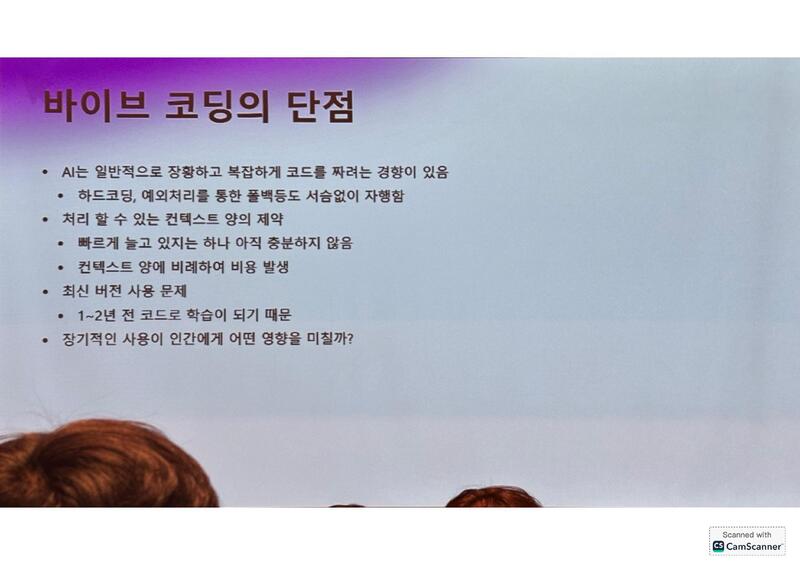 바이브 코딩의 단점
• AI는 일반적으로 장황하고 복잡하게 코드를 짜려는 경향이 있음
• 하드코딩, 예외처리를 통한 폴백등도 서슴없이 자행함
• 처리 할 수 있는 컨텍스트 양의 제약
• 빠르게 늘고 있지는 하나 아직 충분하지 않음
• 컨텍스트 양에 비례하여 비용 발생
• 최신 버전 사용 문제
• 1~2년 전 코드로 학습이 되기 때문
• 장기적인 사용이 인간에게 어떤 영향을 미칠까?
Scanned with
CS CamScanner